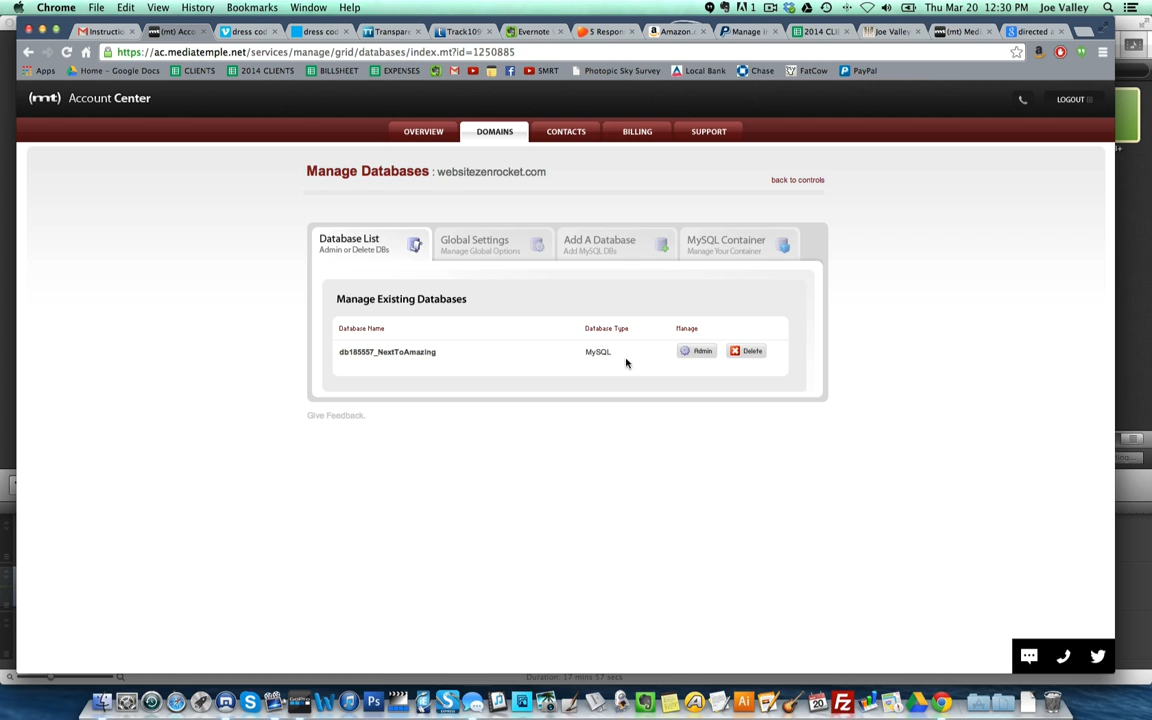 Chrome File Edit View History Bookmarks Window Help 1 Thu Mar 20 12:30 PM Joe Valley
Instructio (mt) Acco dress cod dress cod Transpare Track109 Evernote 5 Respon Amazon.c Manage in 2014 CLI Joe Valley (mt) Med directed a
https://ac.mediatemple.net/services/manage/grid/databases/index.mt?id=1250885
Apps Home - Google Docs CLIENTS 2014 CLIENTS BILLSHEET EXPENSES SMRT Photopic Sky Survey Local Bank Chase FatCow PayPal
(mt) Account Center LOGOUT
OVERVIEW DOMAINS CONTACTS BILLING SUPPORT
Manage Databases : websitezenrocket.com
back to controls
Database List Global Settings Add A Database MySQL Container
Admin or Delete DBs Manage Global Options Add MySQL DBs Manage Your Container
Manage Existing Databases
Database Name Database Type Manage
db185557_NextToAmazing MySQL Admin Delete
Give Feedback.
Duration: 17 mins 57 secs